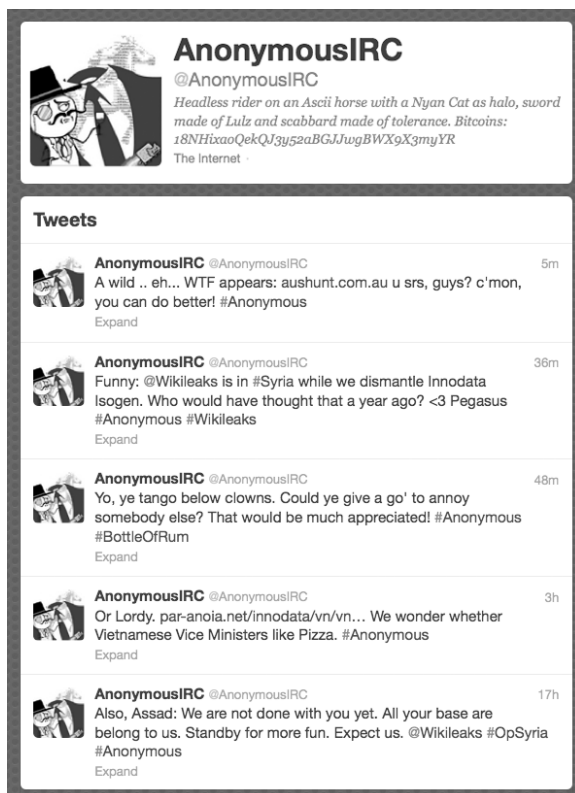 AnonymousIRC
@AnonymousIRC
Headless rider on an Ascii horse with a Nyan Cat as halo, sword
made of Lulz and scabbard made of tolerance. Bitcoins:
18NHixaoQekQJ3y52aBGJJwgBWX9X3myYR
The Internet ·
Tweets
AnonymousIRC @AnonymousIRC 5m
A wild .. eh... WTF appears: aushunt.com.au u srs, guys? c'mon,
you can do better! #Anonymous
Expand
AnonymousIRC @AnonymousIRC 36m
Funny: @Wikileaks is in #Syria while we dismantle Innodata
Isogen. Who would have thought that a year ago? <3 Pegasus
#Anonymous #Wikileaks
Expand
AnonymousIRC @AnonymousIRC 48m
Yo, ye tango below clowns. Could ye give a go' to annoy
somebody else? That would be much appreciated! #Anonymous
#BottleOfRum
Expand
AnonymousIRC @AnonymousIRC 3h
Or Lordy. par-anoia.net/innodata/vn/vn… We wonder whether
Vietnamese Vice Ministers like Pizza. #Anonymous
Expand
AnonymousIRC @AnonymousIRC 17h
Also, Assad: We are not done with you yet. All your base are
belong to us. Standby for more fun. Expect us. @Wikileaks #OpSyria
#Anonymous
Expand